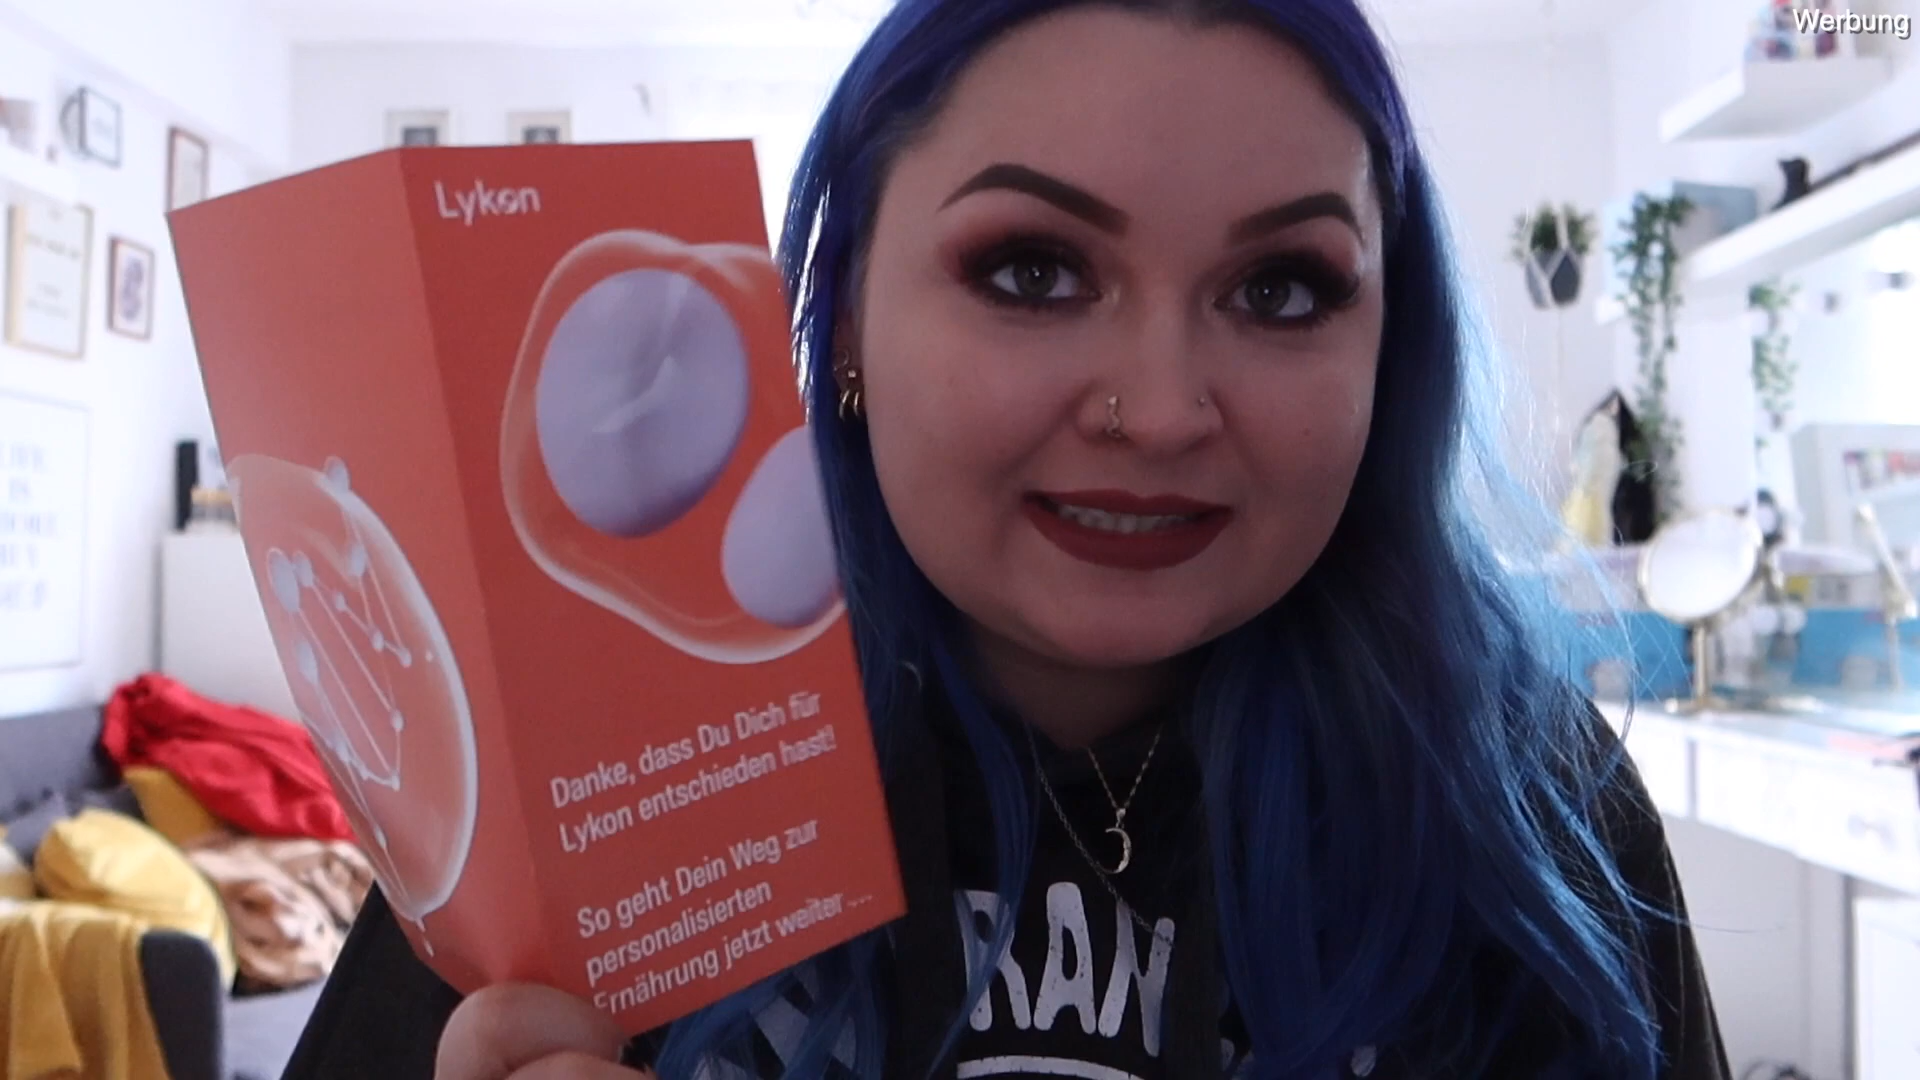 Werbung
Lykon
Danke, dass Du Dich für
Lykon entschieden hast!
So geht Dein Weg zur
personalisierten
Ernährung jetzt weiter ...
RAN